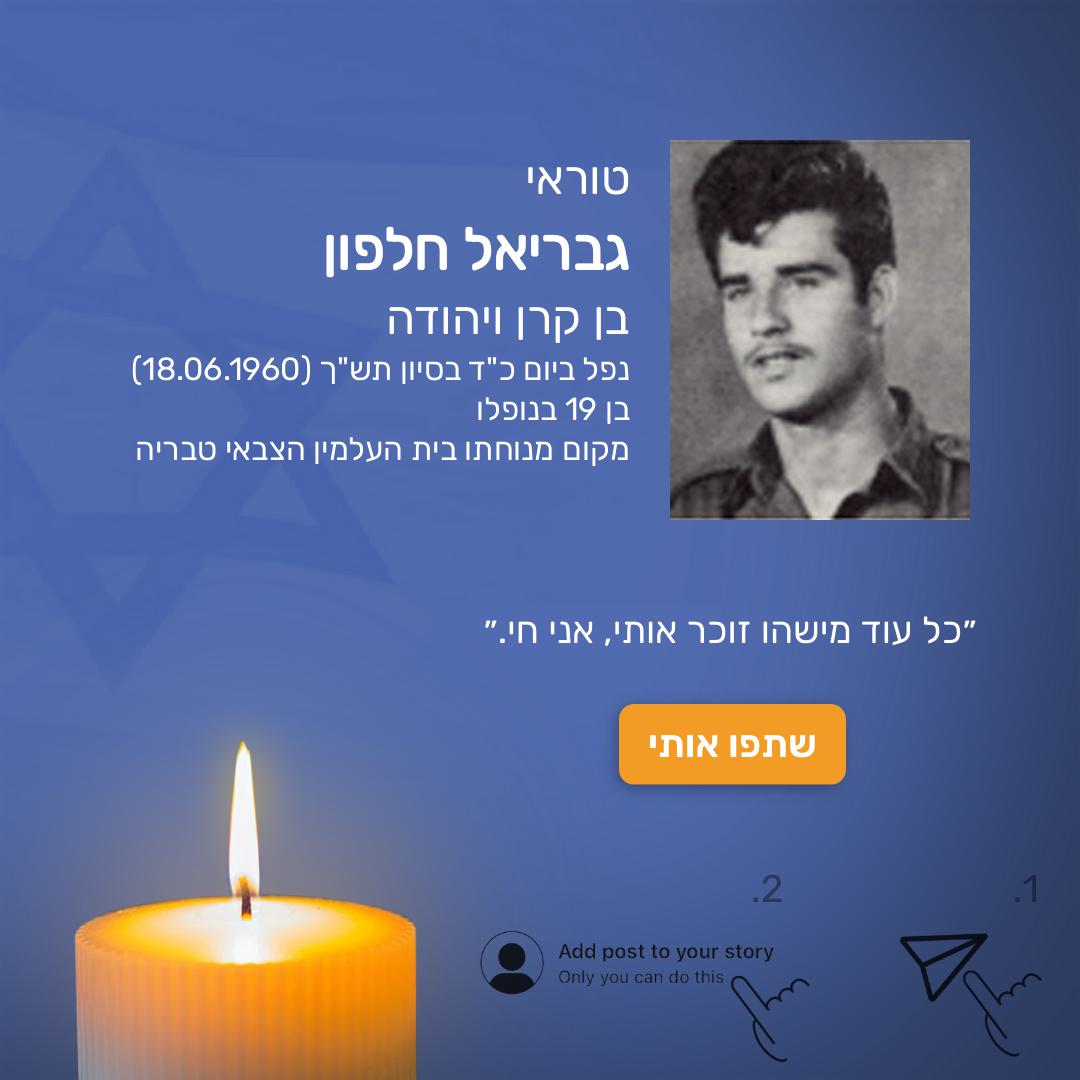 טוראי
גבריאל חלפון
בן קרן ויהודה
נפל ביום כ"ד בסיון תש"ך (18.06.1960)
בן 19 בנופלו
מקום מנוחתו בית העלמין הצבאי טבריה
״כל עוד מישהו זוכר אותי, אני חי.״
שתפו אותי
.1
.2
Add post to your story
Only you can do this